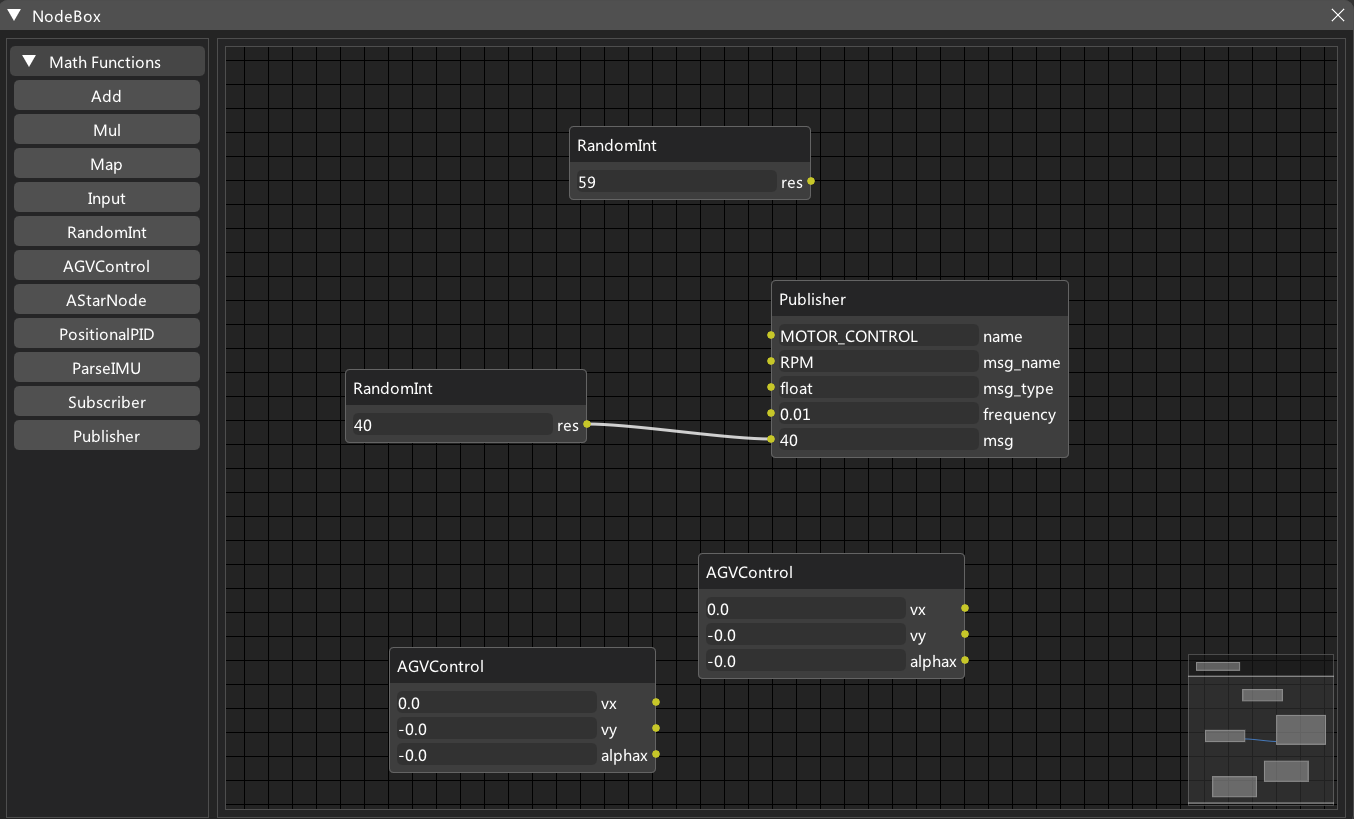 NodeBox
Math Functions
Add
Mul
Map
Input
RandomInt
AGVControl
AStarNode
PositionalPID
ParseIMU
Subscriber
Publisher
RandomInt
59 res
Publisher
MOTOR_CONTROL name
RPM msg_name
float msg_type
0.01 frequency
40 msg
RandomInt
40 res
AGVControl
0.0 vx
-0.0 vy
-0.0 alphax
AGVControl
0.0 vx
-0.0 vy
-0.0 alphax